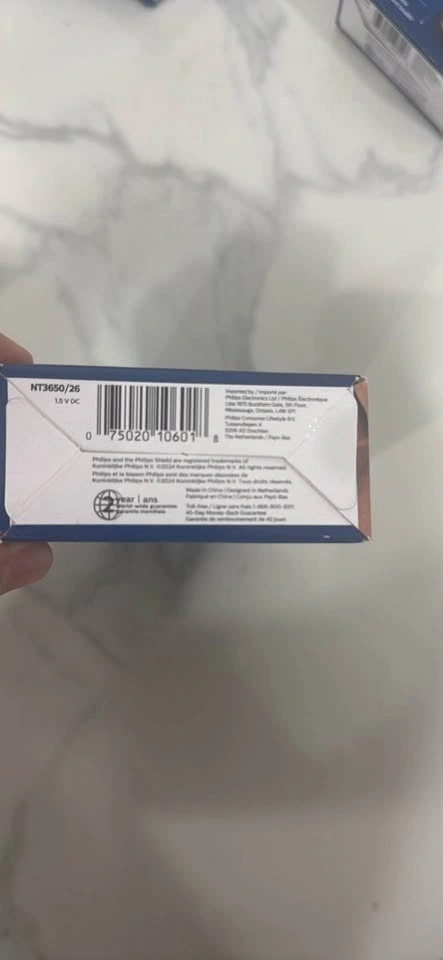 NT3650/26
1.5 V DC
0 75020 10601 8
Imported by / Importé par:
Philips Electronics Ltd / Philips Électronique
Ltée 1875 Buckhorn Gate, 5th Floor,
Mississauga, Ontario, L4W 5P1
Philips Consumer Lifestyle B.V.
Tussendiepen 4
9206 AD Drachten
The Netherlands / Pays-Bas
Philips and the Philips Shield are registered trademarks of
Koninklijke Philips N.V. ©2024 Koninklijke Philips N.V. All rights reserved.
Philips et le blason Philips sont des marques déposées de
Koninklijke Philips N.V. ©2024 Koninklijke Philips N.V. Tous droits réservés.
2 year | ans
world-wide guarantee
garantie mondiale
Made in China | Designed in Netherlands
Fabriqué en Chine | Conçu aux Pays-Bas
Toll-free / Ligne sans frais
45-Day Money-Back Guarantee
Garantie de remboursement de 45 jours